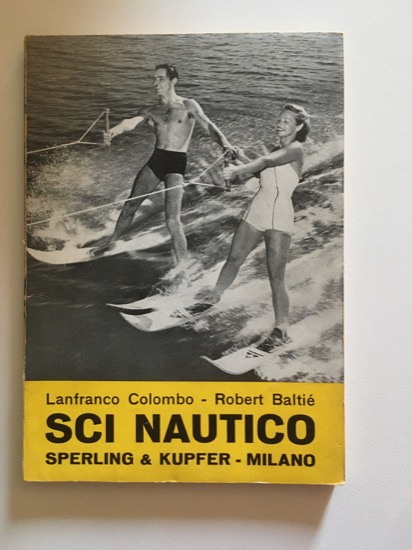 Lanfranco Colombo - Robert Baltié
SCI NAUTICO
SPERLING & KUPFER - MILANO